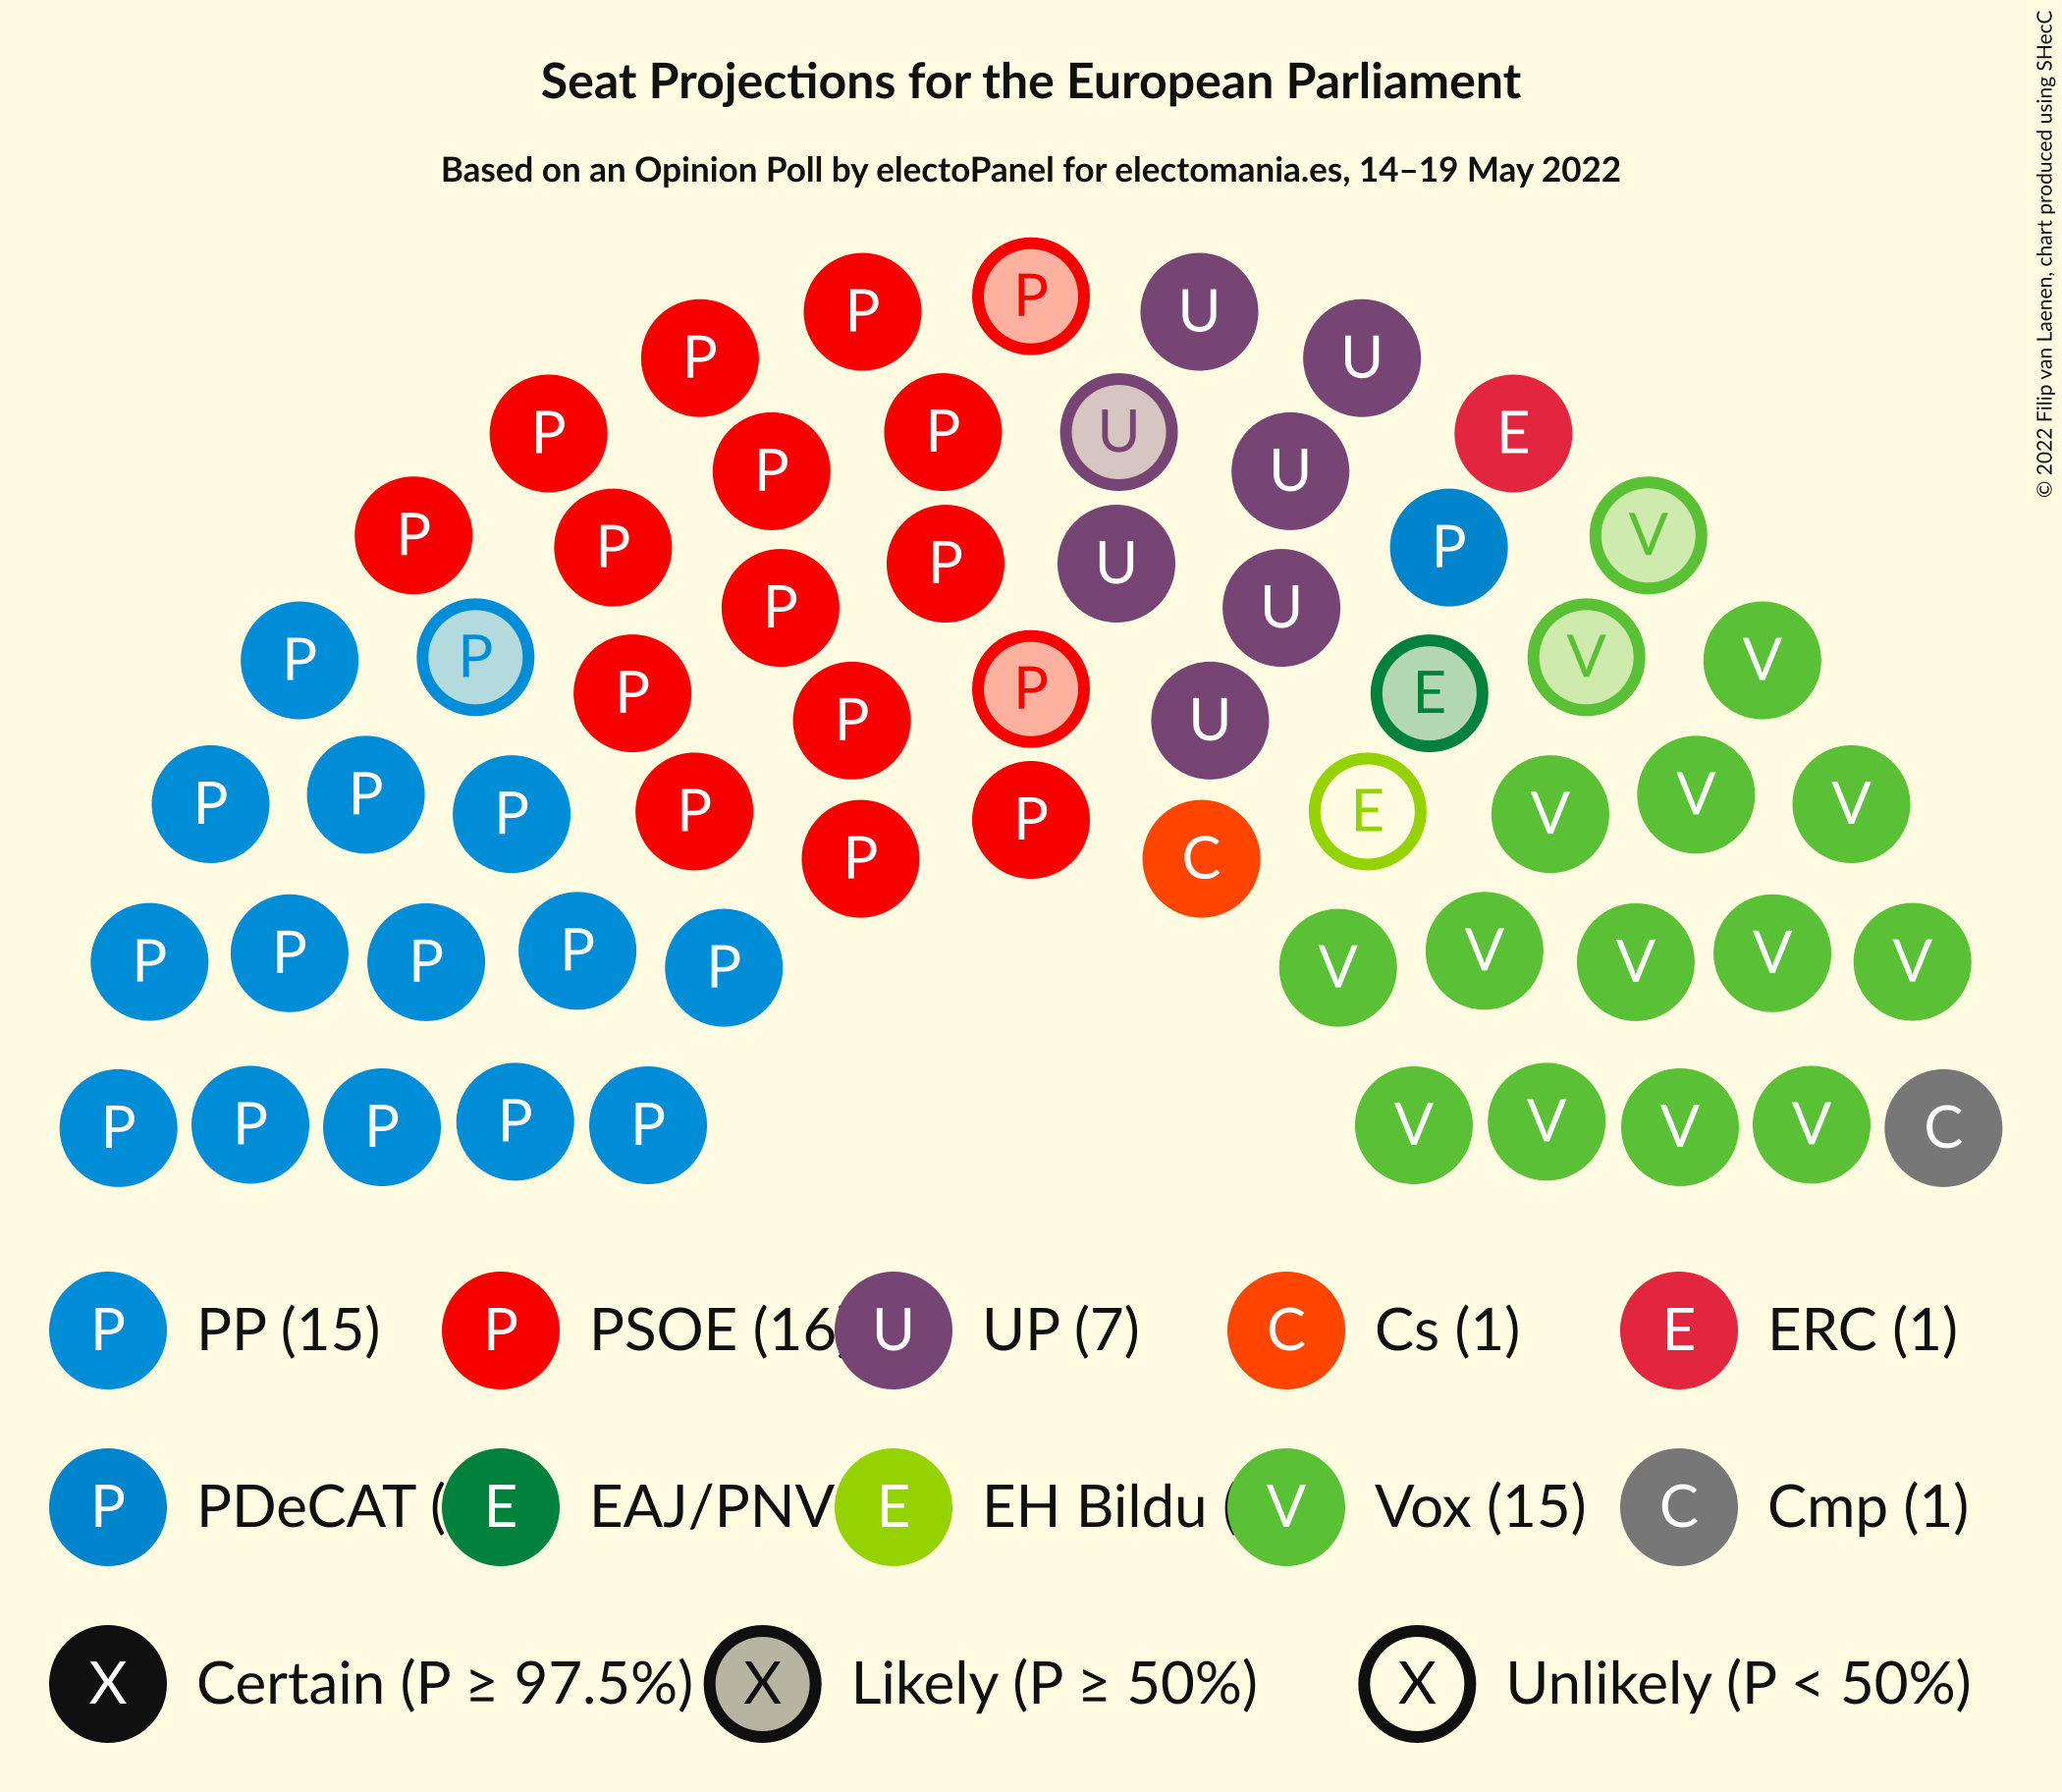 Seat Projections for the European Parliament
Based on an Opinion Poll by electoPanel for electomania.es, 14–19 May 2022
© 2022 Filip van Laenen, chart produced using SHecC
P
P P U
P U
P E
P U
P U
P V
P P P
P U
P U
P P P E V V
P P U
P P P P P E V V V
P C
P P P P P V V V V V
P P P P P V V V V C
P PP (15) P PSOE (16 U UP (7) C Cs (1) E ERC (1)
P PDeCAT ( E EAJ/PNV E EH Bildu ( V Vox (15) C Cmp (1)
X Certain (P ≥ 97.5%) X Likely (P ≥ 50%) X Unlikely (P < 50%)